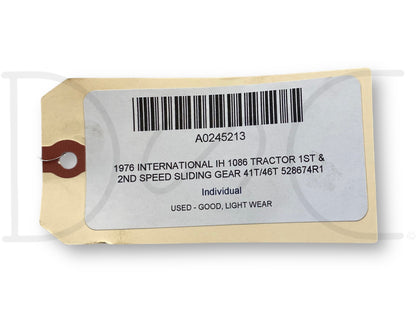 A0245213
1976 INTERNATIONAL IH 1086 TRACTOR 1ST &
2ND SPEED SLIDING GEAR 41T/46T 528674R1
Individual
USED - GOOD, LIGHT WEAR